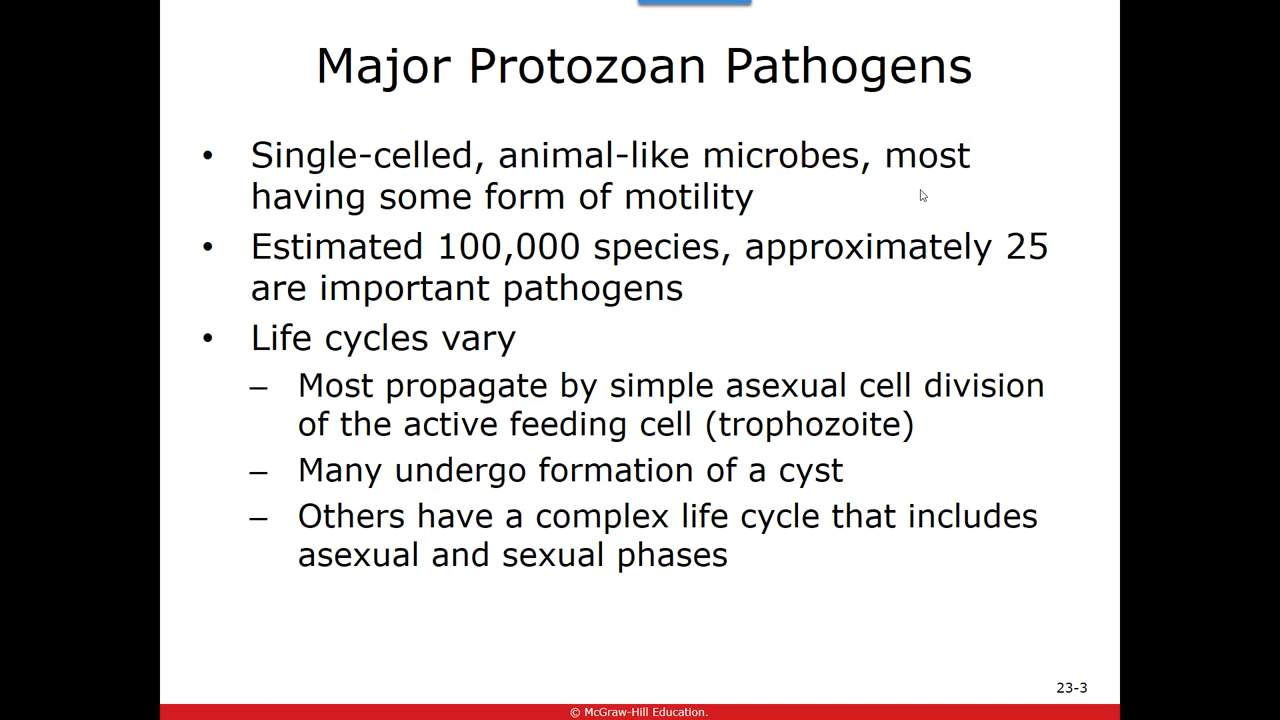 Major Protozoan Pathogens
• Single-celled, animal-like microbes, most
having some form of motility
• Estimated 100,000 species, approximately 25
are important pathogens
• Life cycles vary
– Most propagate by simple asexual cell division
of the active feeding cell (trophozoite)
– Many undergo formation of a cyst
– Others have a complex life cycle that includes
asexual and sexual phases
23-3
© McGraw-Hill Education.